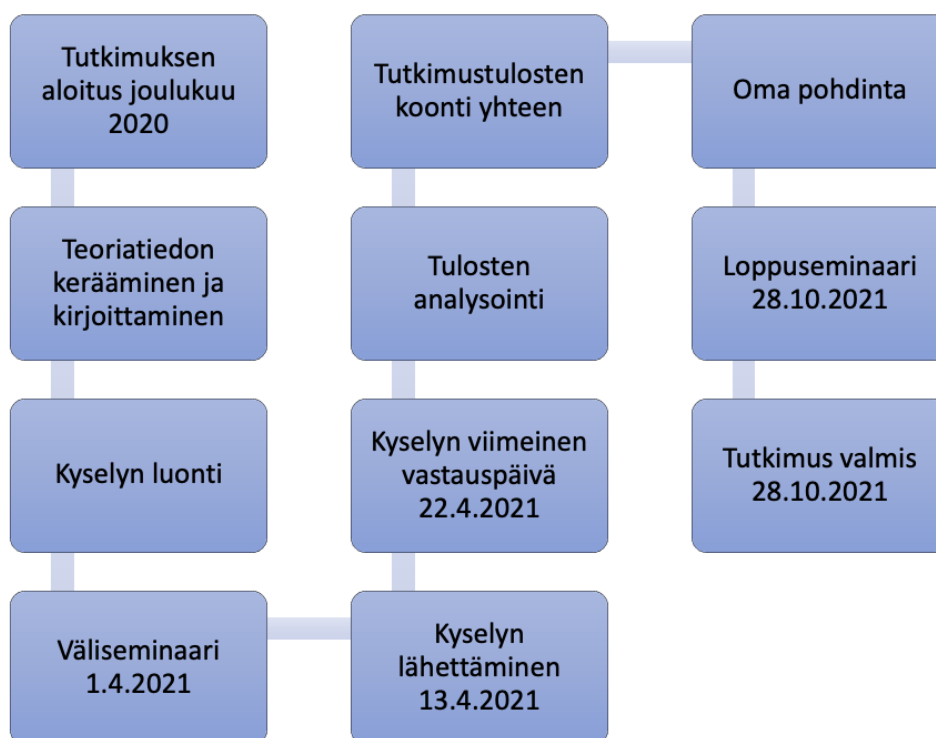 Tutkimuksen
aloitus joulukuu
2020
Teoriatiedon
kerääminen ja
kirjoittaminen
Kyselyn luonti
Väliseminaari
1.4.2021
Kyselyn
lähettäminen
13.4.2021
Kyselyn viimeinen
vastauspäivä
22.4.2021
Tulosten
analysointi
Tutkimustulosten
koonti yhteen
Oma pohdinta
Loppuseminaari
28.10.2021
Tutkimus valmis
28.10.2021